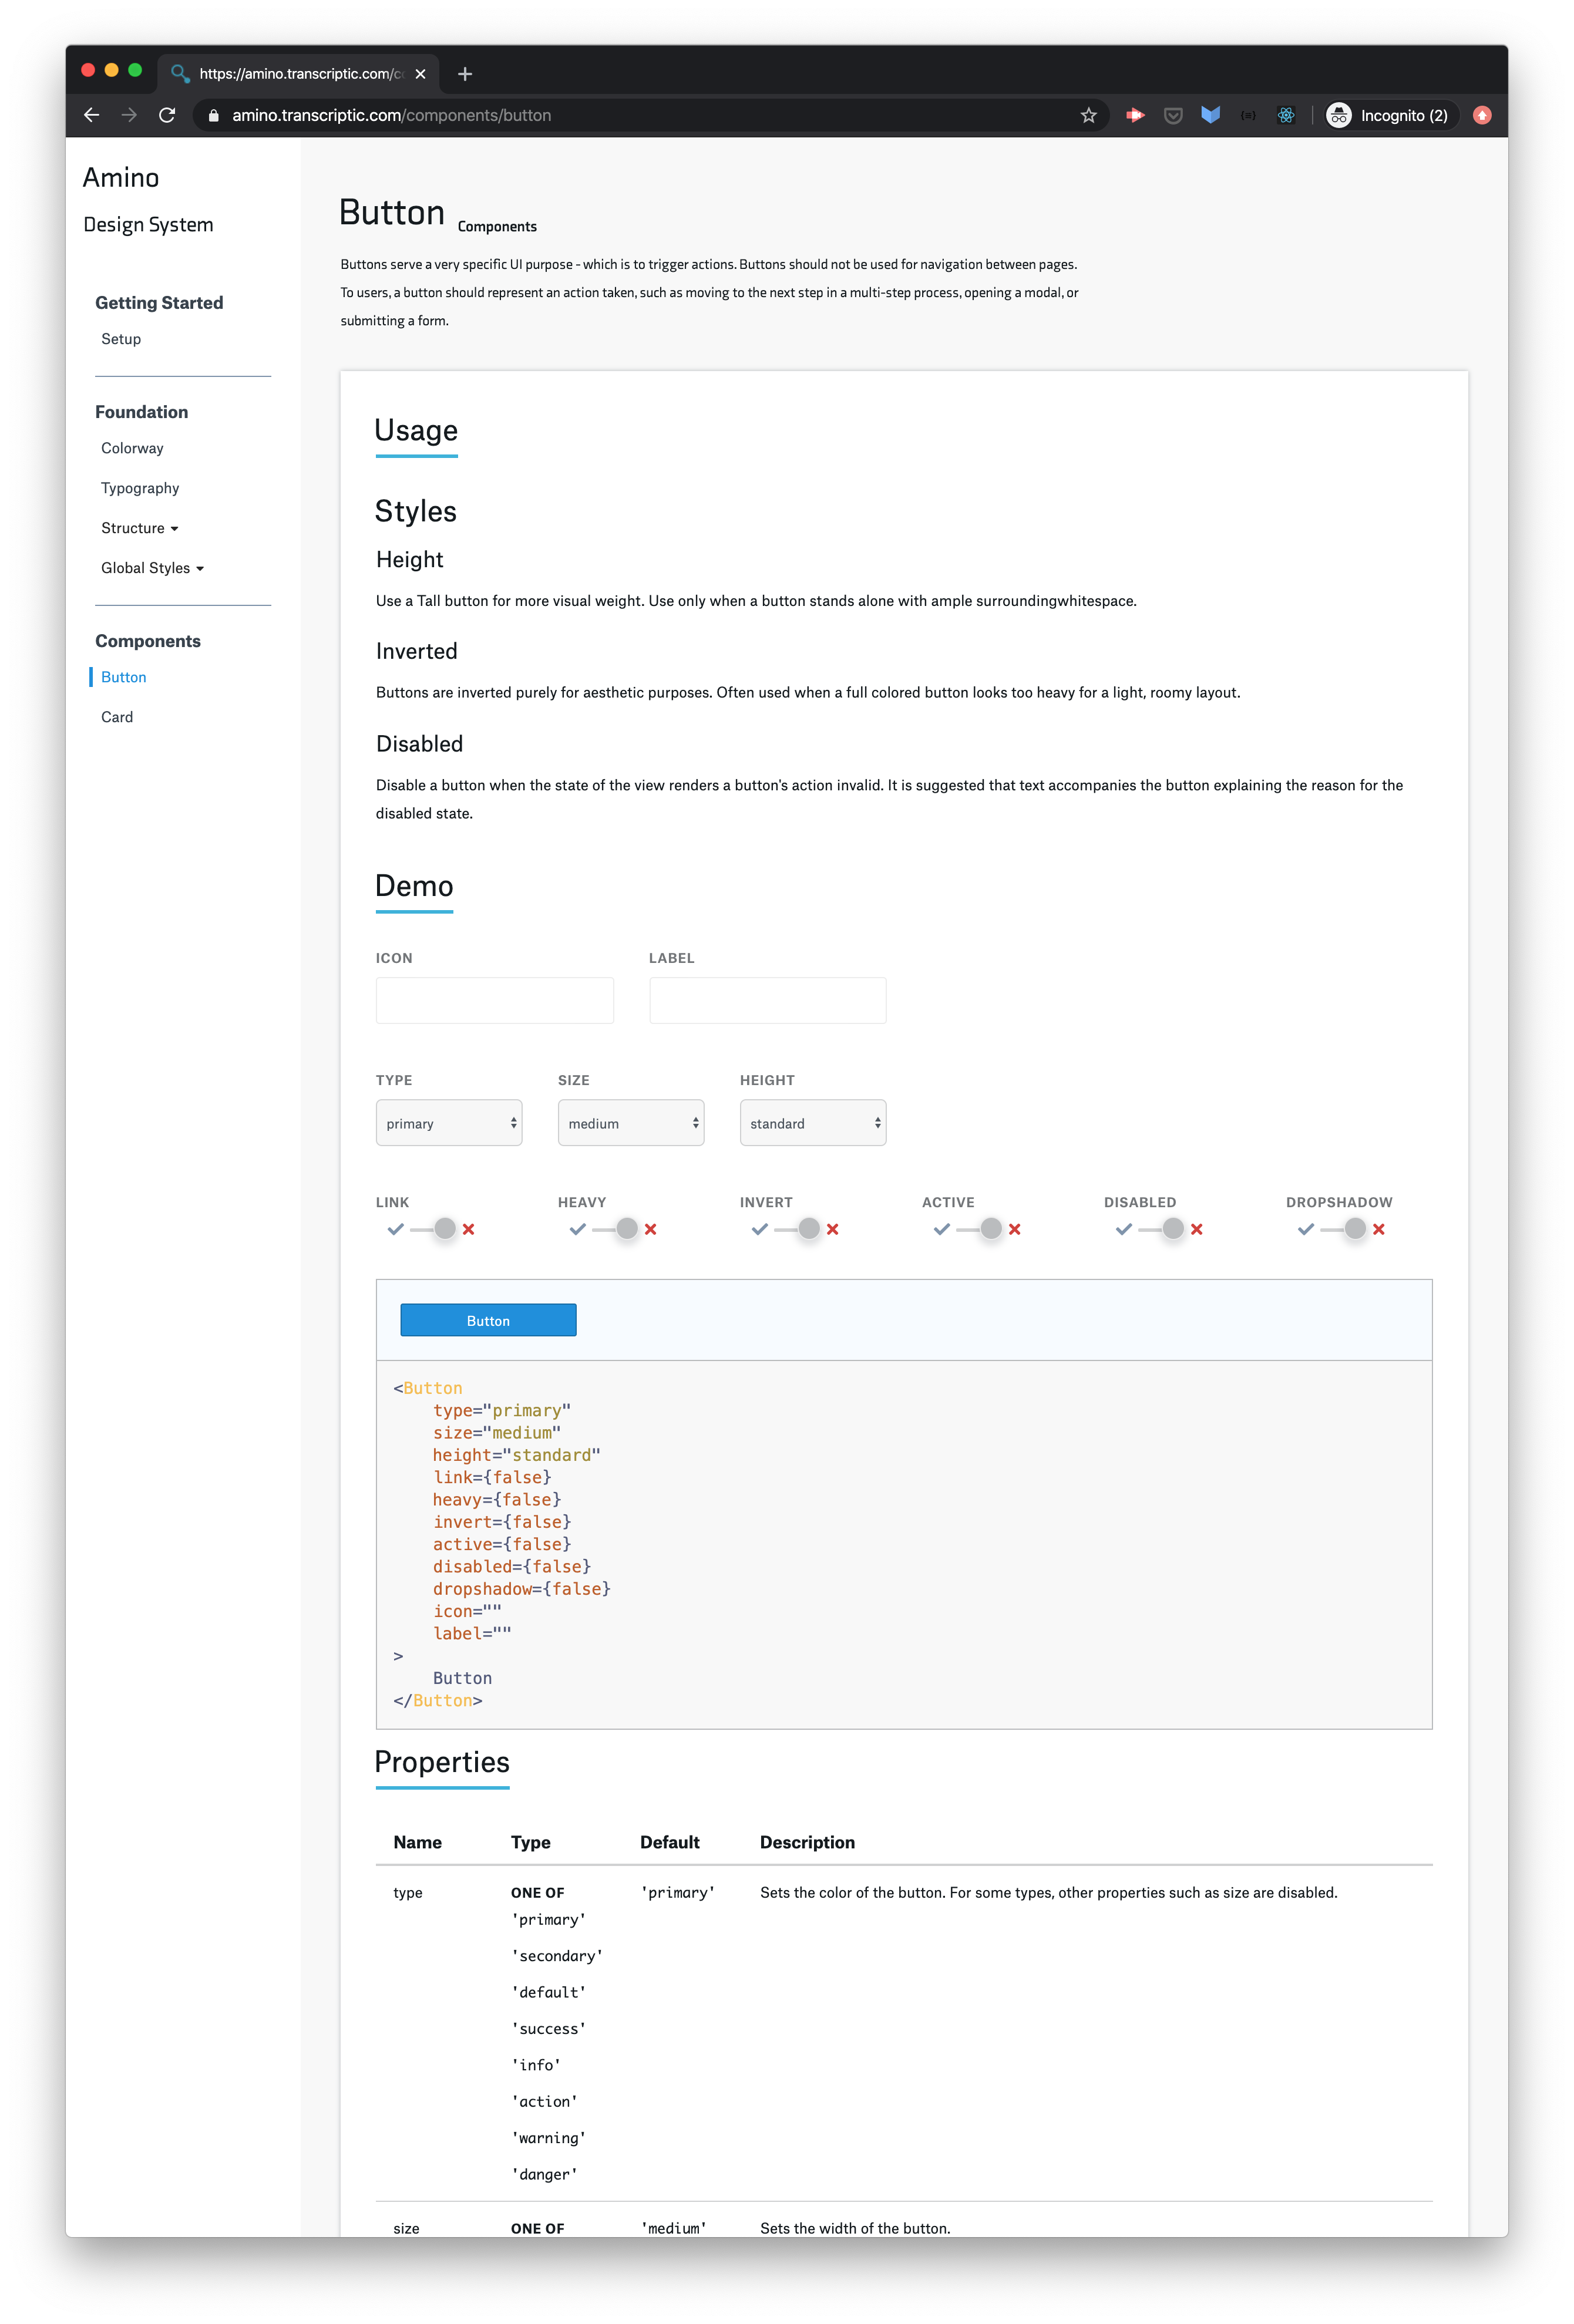 https://amino.transcriptic.com/c
amino.transcriptic.com/components/button
Incognito (2)
Amino
Design System
Getting Started
Setup
Foundation
Colorway
Typography
Structure
Global Styles
Components
Button
Card
Button Components
Buttons serve a very specific UI purpose - which is to trigger actions. Buttons should not be used for navigation between pages.
To users, a button should represent an action taken, such as moving to the next step in a multi-step process, opening a modal, or
submitting a form.
Usage
Styles
Height
Use a Tall button for more visual weight. Use only when a button stands alone with ample surroundingwhitespace.
Inverted
Buttons are inverted purely for aesthetic purposes. Often used when a full colored button looks too heavy for a light, roomy layout.
Disabled
Disable a button when the state of the view renders a button's action invalid. It is suggested that text accompanies the button explaining the reason for the
disabled state.
Demo
ICON LABEL
TYPE SIZE HEIGHT
primary medium standard
LINK HEAVY INVERT ACTIVE DISABLED DROPSHADOW
Button
<Button
type="primary"
size="medium"
height="standard"
link={false}
heavy={false}
invert={false}
active={false}
disabled={false}
dropshadow={false}
icon=""
label=""
>
Button
</Button>
Properties
Name Type Default Description
type ONE OF 'primary' Sets the color of the button. For some types, other properties such as size are disabled.
'primary'
'secondary'
'default'
'success'
'info'
'action'
'warning'
'danger'
size ONE OF 'medium' Sets the width of the button.